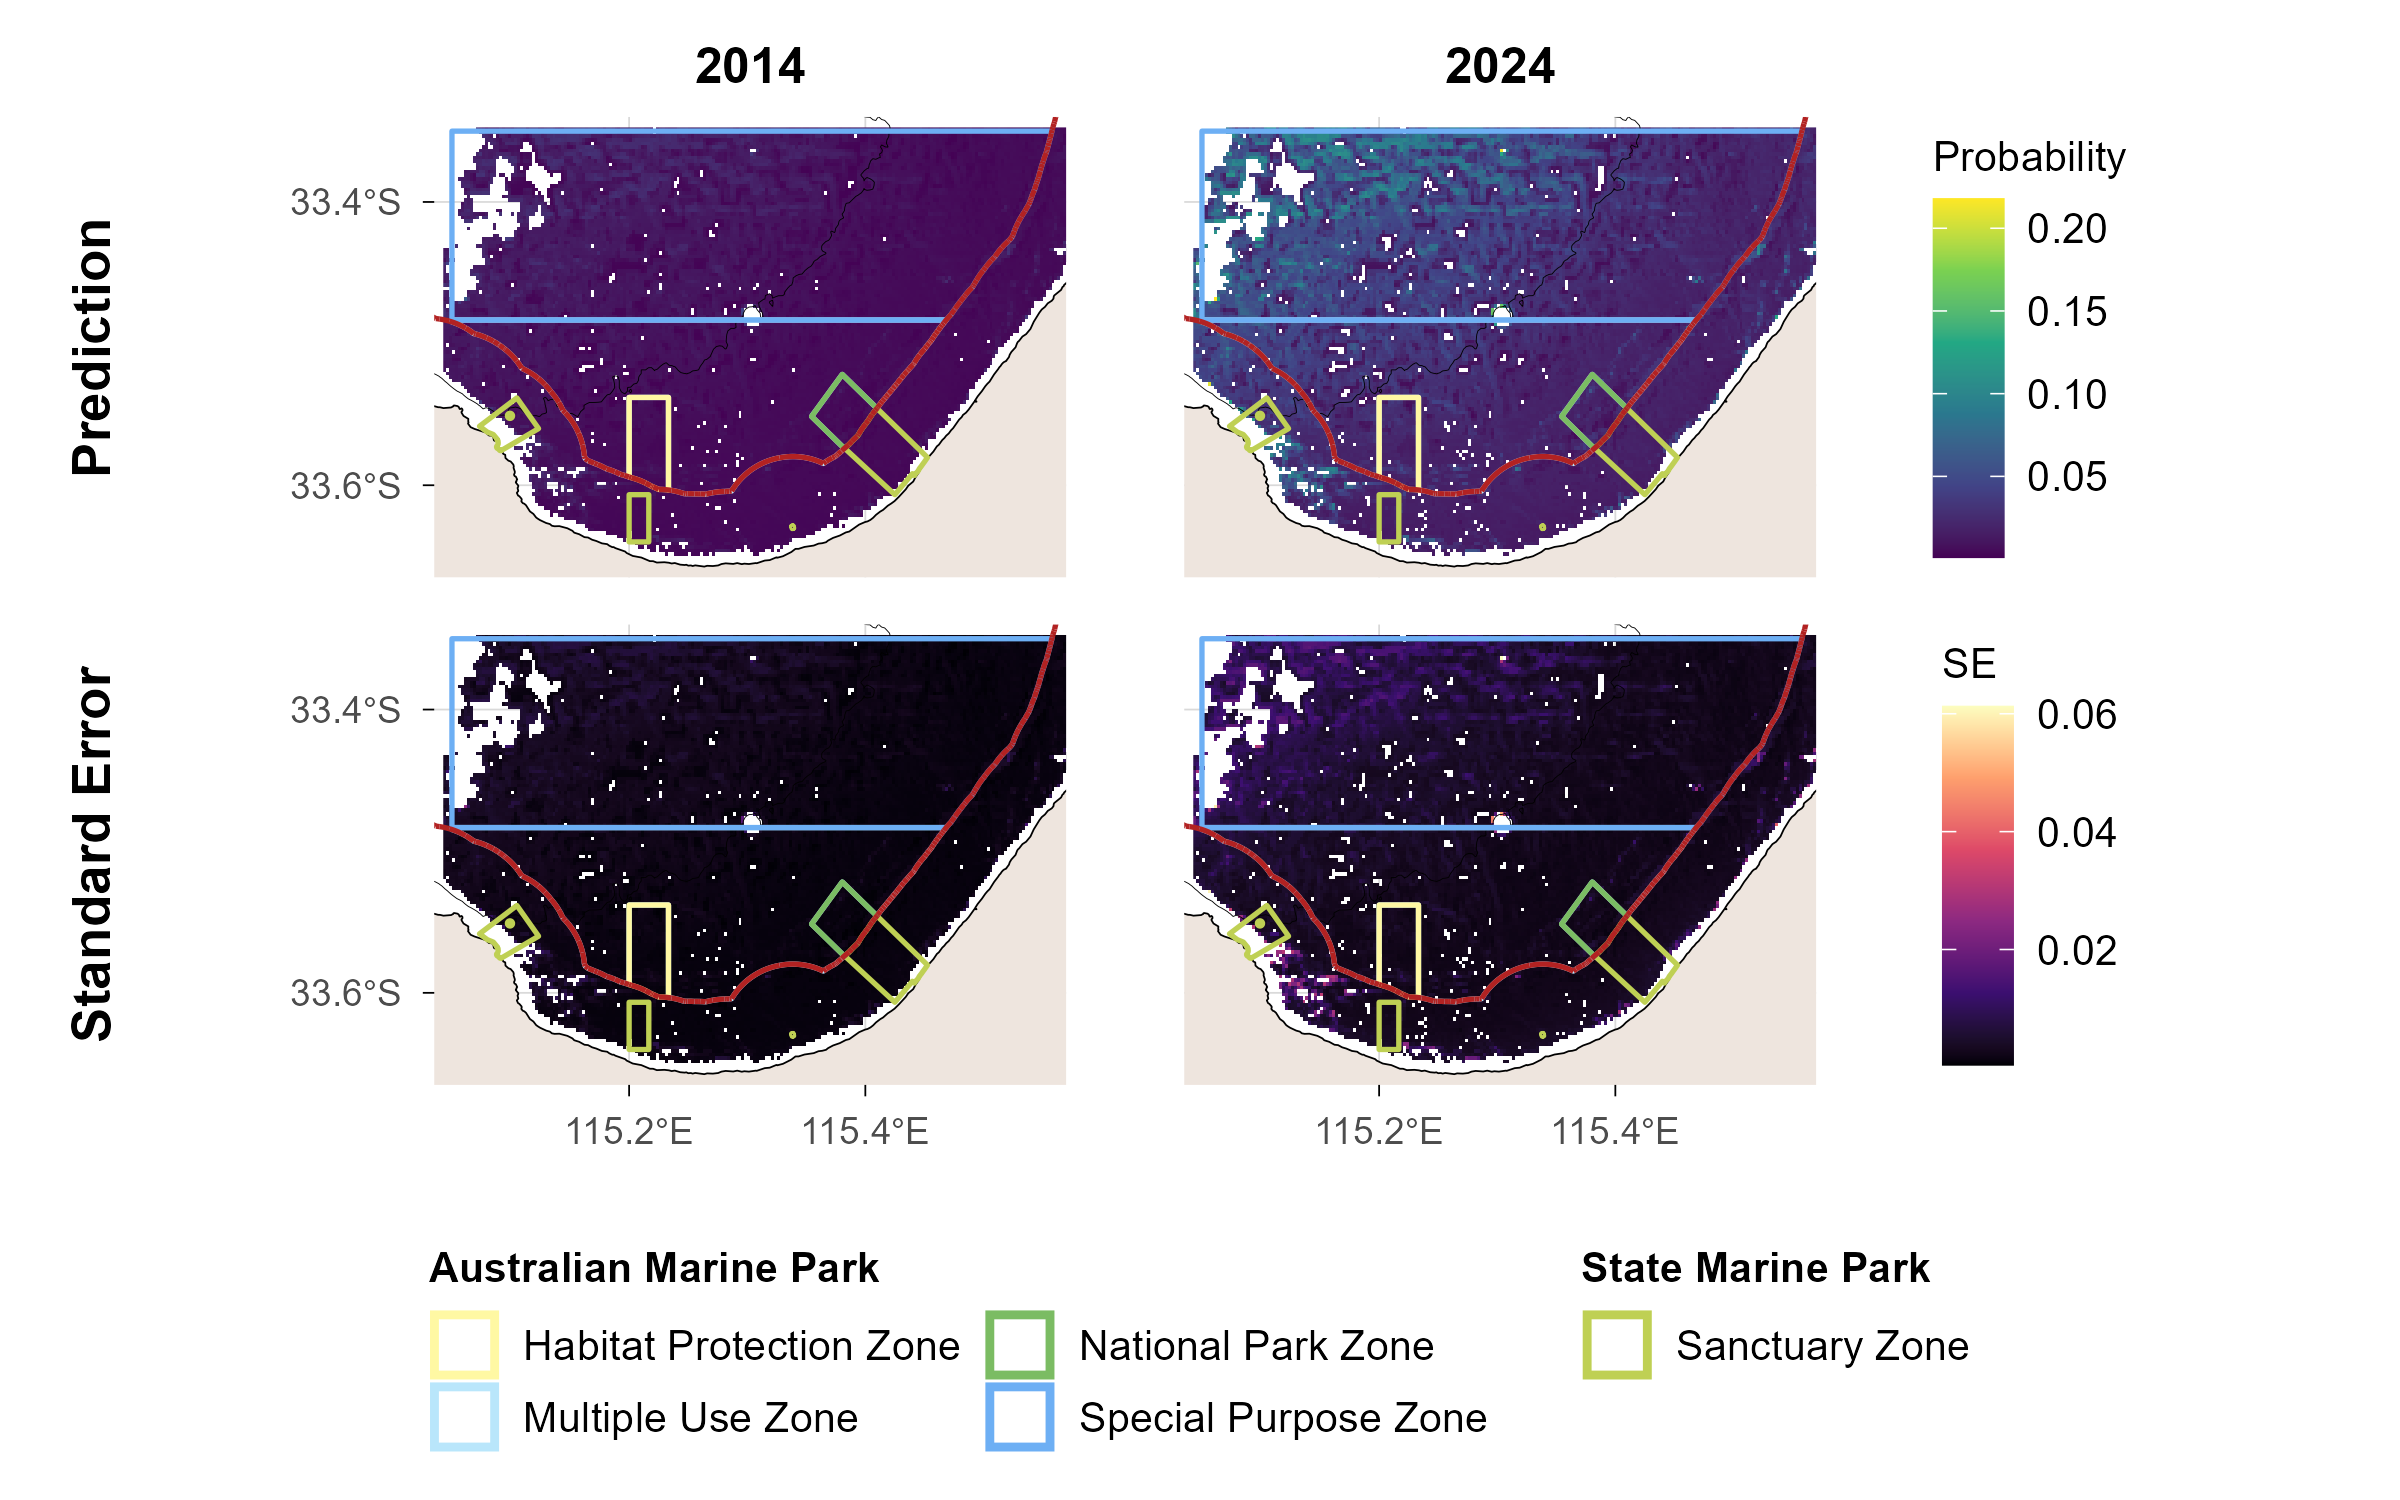 2014
2024
Prediction
33.4°S
33.6°S
Probability
0.20
0.15
0.10
0.05
Standard Error
33.4°S
33.6°S
115.2°E
115.4°E
115.2°E
115.4°E
SE
0.06
0.04
0.02
Australian Marine Park
Habitat Protection Zone
National Park Zone
Multiple Use Zone
Special Purpose Zone
State Marine Park
Sanctuary Zone